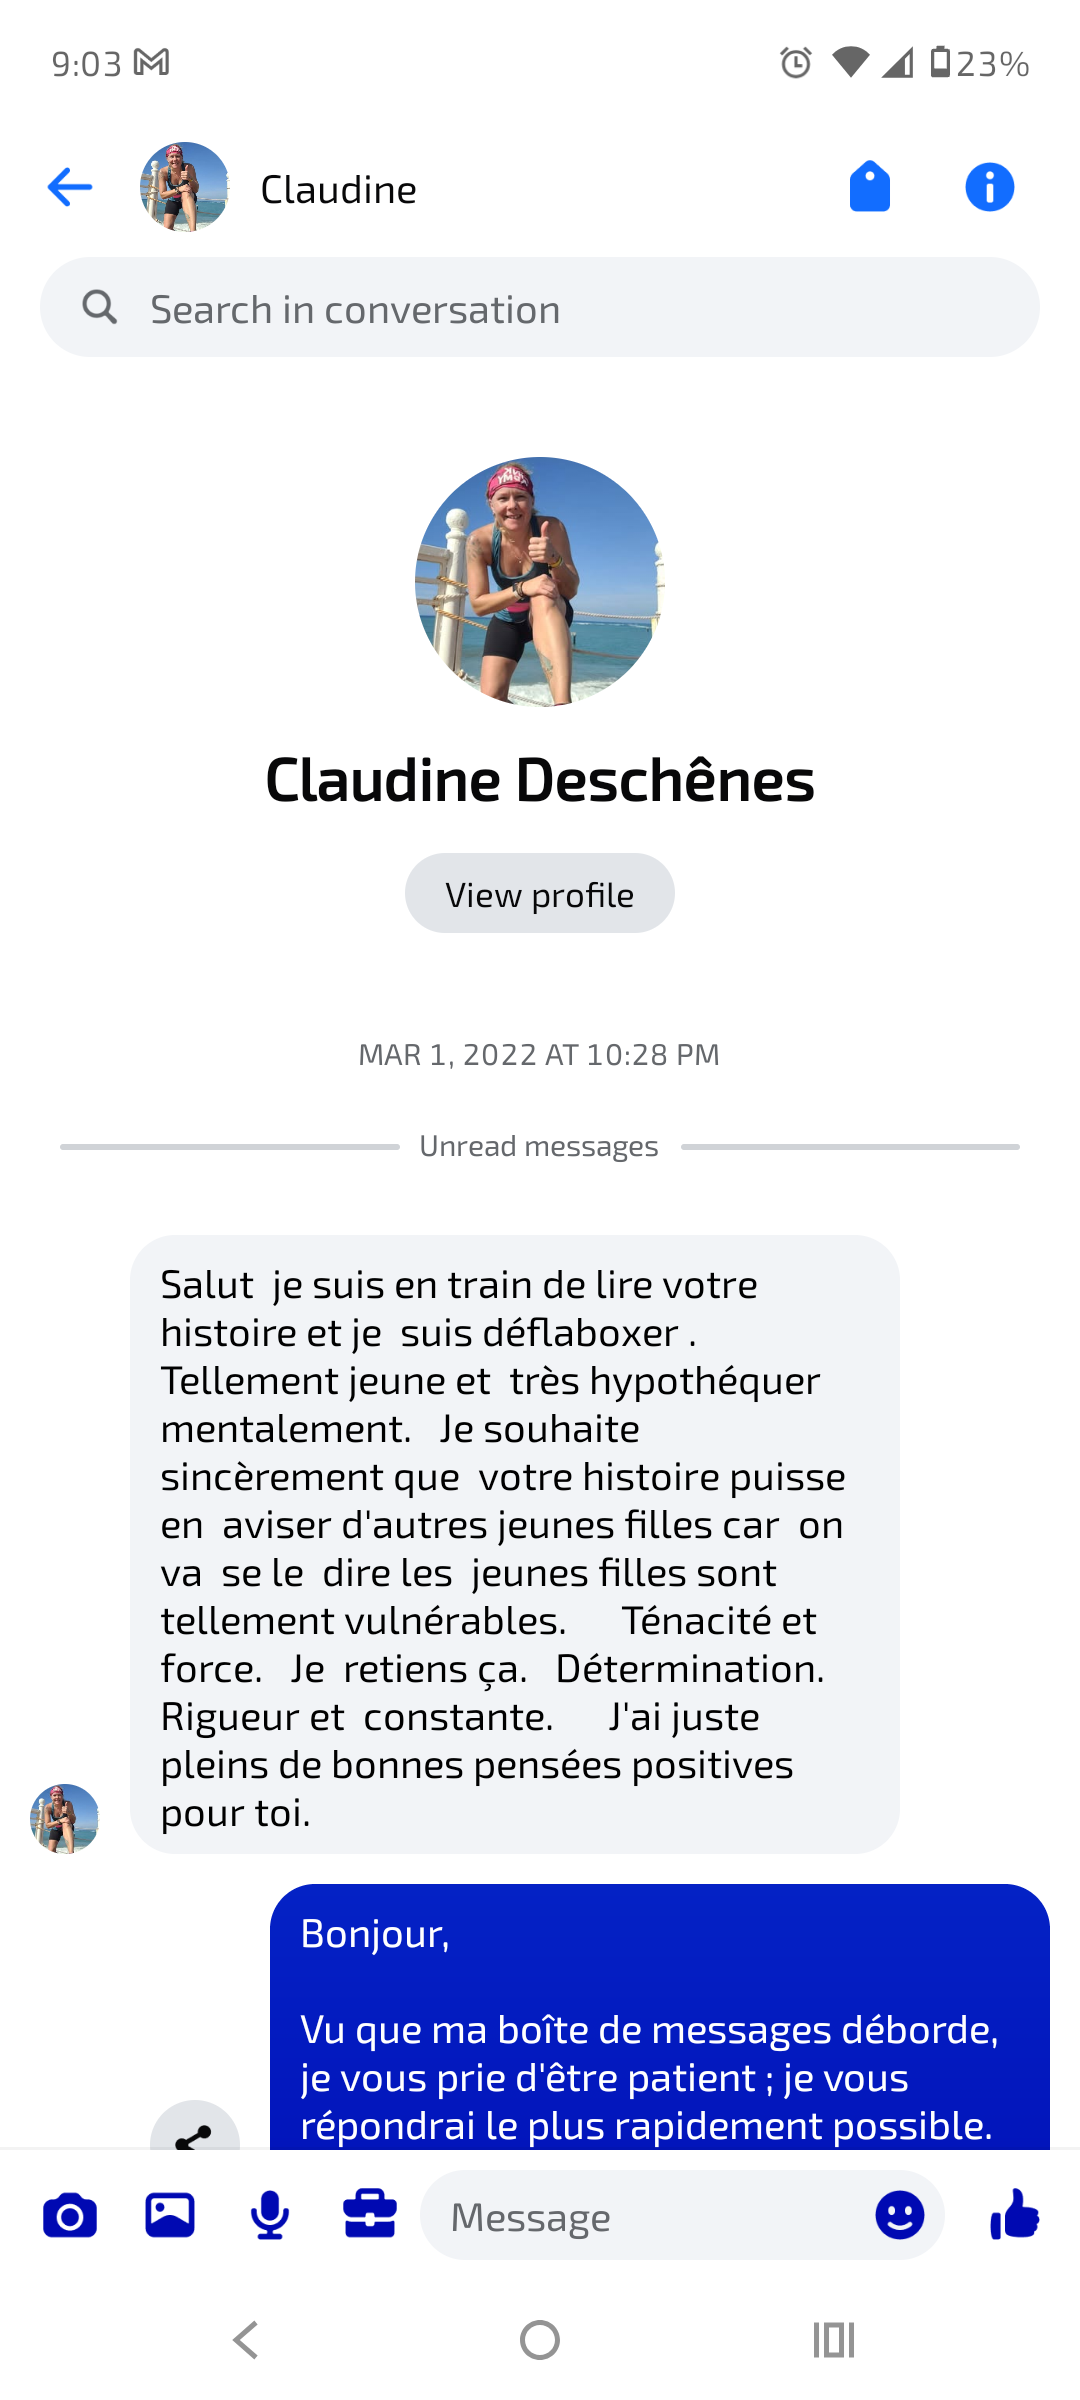 9:03
23%
Claudine
Search in conversation
Claudine Deschênes
View profile
MAR 1, 2022 AT 10:28 PM
Unread messages
Salut  je suis en train de lire votre
histoire et je  suis déflaboxer .
Tellement jeune et  très hypothéquer
mentalement.   Je souhaite
sincèrement que  votre histoire puisse
en  aviser d'autres jeunes filles car  on
va  se le  dire les  jeunes filles sont
tellement vulnérables.      Ténacité et
force.   Je  retiens ça.   Détermination.
Rigueur et  constante.      J'ai juste
pleins de bonnes pensées positives
pour toi.
Bonjour,
Vu que ma boîte de messages déborde,
je vous prie d'être patient ; je vous
répondrai le plus rapidement possible.
Message